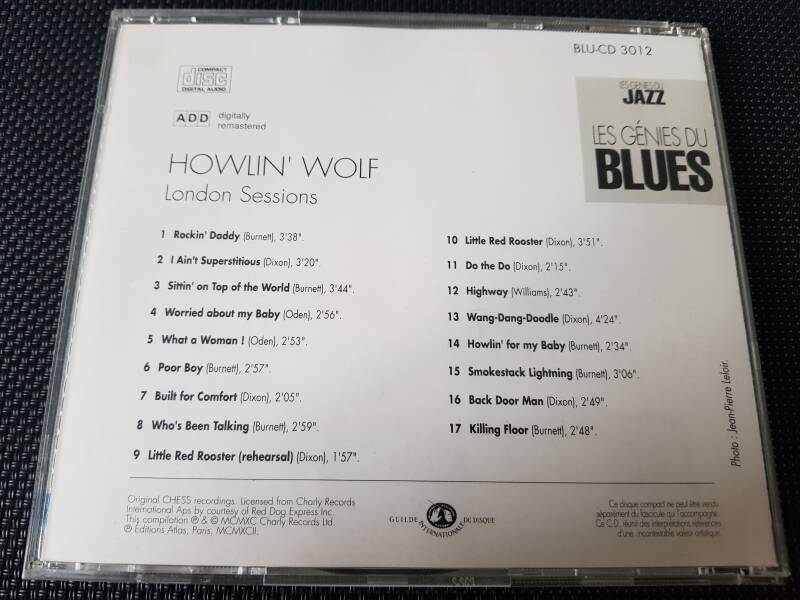 BLU-CD 3012
COMPACT
disc
DIGITAL AUDIO
LES GÉNIES DU
JAZZ
ADD digitally
remastered
LES GÉNIES DU
BLUES
HOWLIN' WOLF
London Sessions
1 Rockin' Daddy (Burnett), 3'38".
2 I Ain't Superstitious (Dixon), 3'20".
3 Sittin' on Top of the World (Burnett), 3'44".
4 Worried about my Baby (Oden), 2'56".
5 What a Woman ! (Oden), 2'53".
6 Poor Boy (Burnett), 2'57".
7 Built for Comfort (Dixon), 2'05".
8 Who's Been Talking (Burnett), 2'59".
9 Little Red Rooster (rehearsal) (Dixon), 1'57".
10 Little Red Rooster (Dixon), 3'51".
11 Do the Do (Dixon), 2'15".
12 Highway (Williams), 2'43".
13 Wang-Dang-Doodle (Dixon), 4'24".
14 Howlin' for my Baby (Burnett), 2'34".
15 Smokestack Lightning (Burnett), 3'06".
16 Back Door Man (Dixon), 2'49".
17 Killing Floor (Burnett), 2'48".
Photo : Jean-Pierre Leloir.
Original CHESS recordings. Licensed from Charly Records
International Aps by courtesy of Red Dog Express Inc.
This compilation ℗ & © MCMXC Charly Records Ltd.
℗ Editions Atlas, Paris, MCMXCII.
GUILDE INTERNATIONALE DU DISQUE
Ce disque compact ne peut être vendu
séparément du fascicule qui l'accompagne.
Ce C.D. réunit des interprétations références
d'une incontestable valeur artistique.